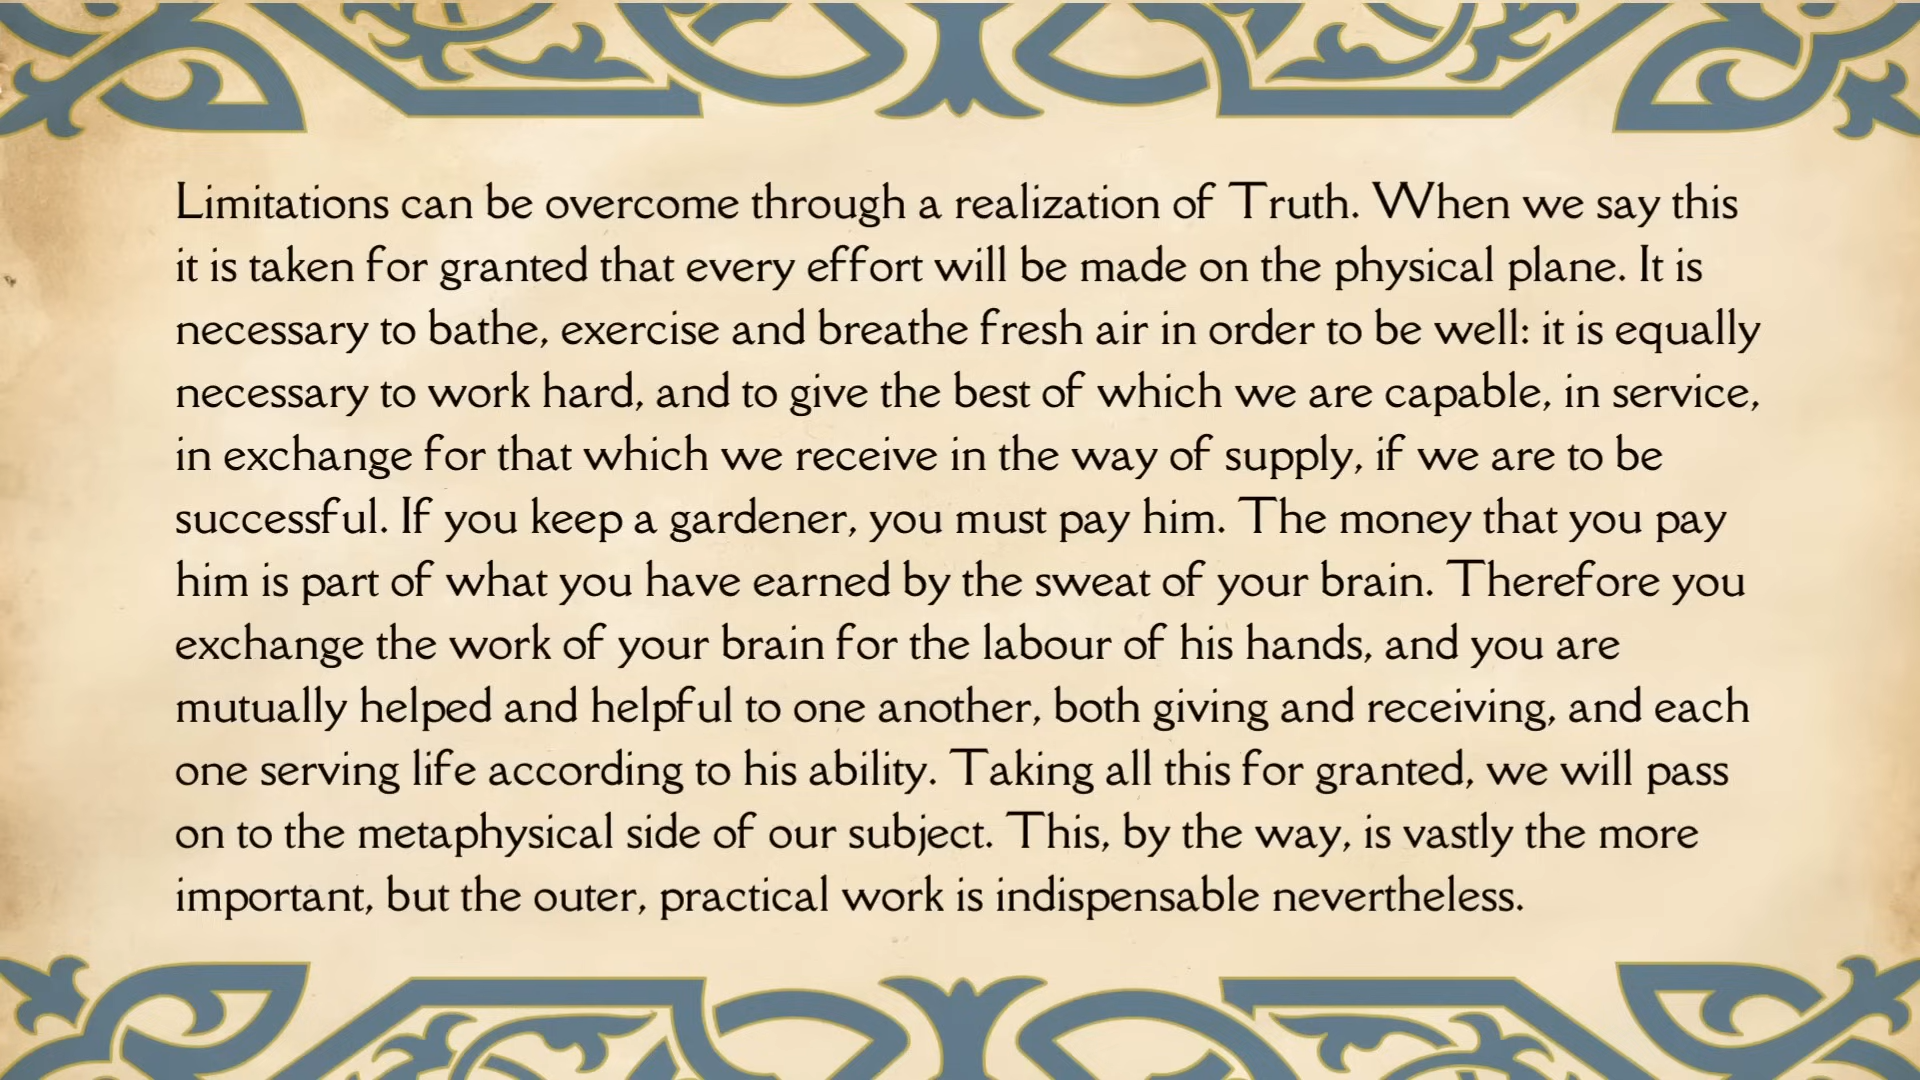 Limitations can be overcome through a realization of Truth. When we say this
it is taken for granted that every effort will be made on the physical plane. It is
necessary to bathe, exercise and breathe fresh air in order to be well: it is equally
necessary to work hard, and to give the best of which we are capable, in service,
in exchange for that which we receive in the way of supply, if we are to be
successful. If you keep a gardener, you must pay him. The money that you pay
him is part of what you have earned by the sweat of your brain. Therefore you
exchange the work of your brain for the labour of his hands, and you are
mutually helped and helpful to one another, both giving and receiving, and each
one serving life according to his ability. Taking all this for granted, we will pass
on to the metaphysical side of our subject. This, by the way, is vastly the more
important, but the outer, practical work is indispensable nevertheless.